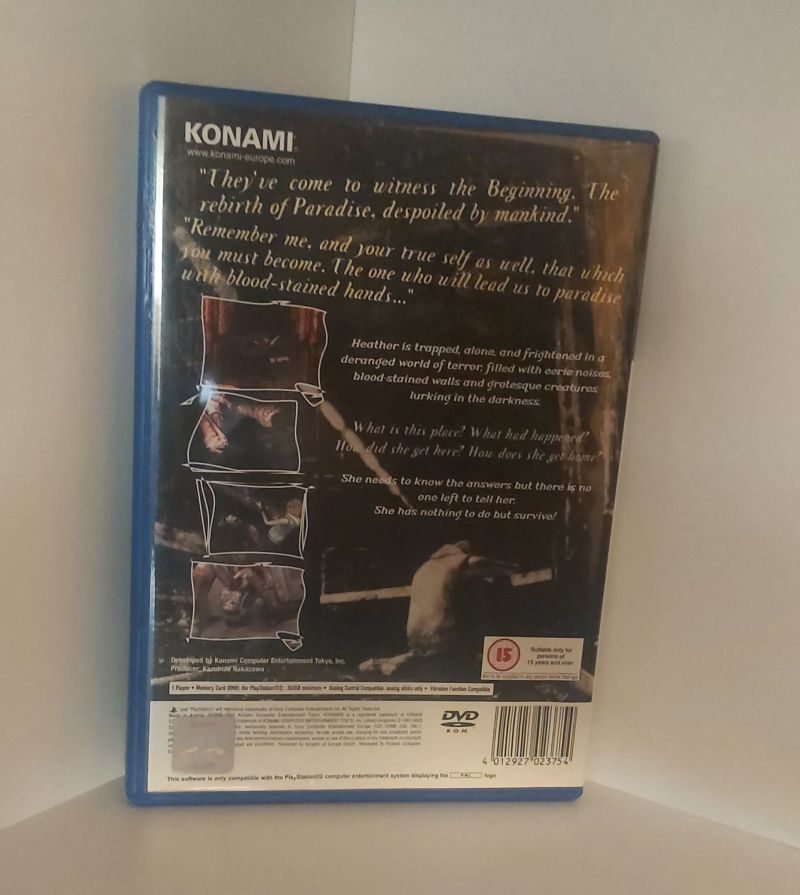 KONAMI
www.konami-europe.com
"They've come to witness the Beginning. The
rebirth of Paradise, despoiled by mankind."
"Remember me, and your true self as well, that which
you must become. The one who will lead us to paradise
with blood-stained hands..."
Heather is trapped, alone, and frightened in a
deranged world of terror, filled with eerie noises,
blood-stained walls and grotesque creatures
lurking in the darkness.
What is this place? What had happened?
How did she get here? How does she get home?
She needs to know the answers but there is no
one left to tell her.
She has nothing to do but survive!
Developed by Konami Computer Entertainment Tokyo, Inc.
Producer: Kazuhide Nakazawa
15
Suitable only for
persons of
15 years and over
Not to be supplied to any person below that age
1 Player • Memory Card (8MB) (for PlayStation®2) • minimum • Analog Control Compatible: analog sticks only • Vibration Function Compatible
DVD
ROM
4 012927 023754
This software is only compatible with the PlayStation®2 computer entertainment system displaying the PAL logo